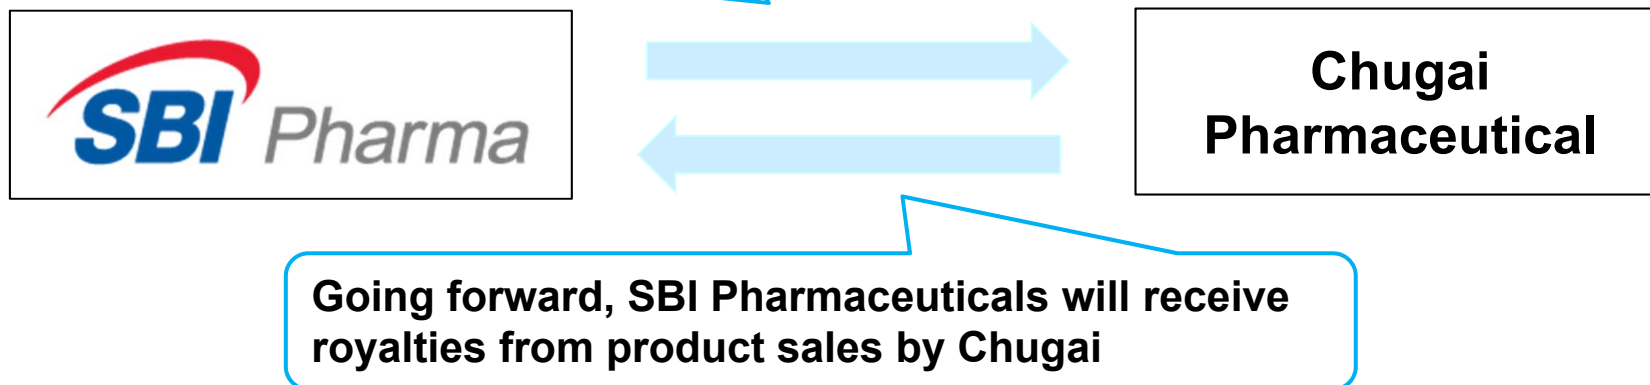 SBI Pharma
Chugai
Pharmaceutical
Going forward, SBI Pharmaceuticals will receive
royalties from product sales by Chugai